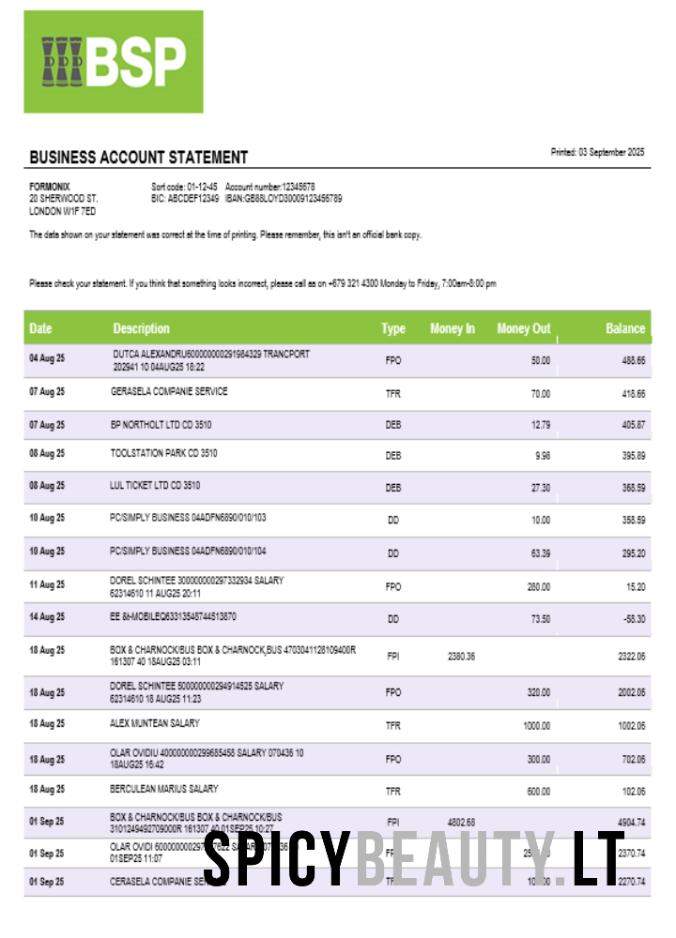 BSP
BUSINESS ACCOUNT STATEMENT
Printed: 03 September 2025
FORMONIX Sort code: 01-12-45 Account number:12345678
20 SHERWOOD ST. BIC: ABCDEF12349 IBAN:GB88LOYD30009123456789
LONDON W1F 7ED
The data shown on your statement was correct at the time of printing. Please remember, this isn't an official bank copy.
Please check your statement. If you think that something looks incorrect, please call as on +679 321 4300 Monday to Friday, 7:00am-8:00 pm
Date Description Type Money In Money Out Balance
04 Aug 25 DUTCA ALEXANDRU600000000291984329 TRANCPORT FPO 50.00 488.66
202941 10 04AUG25 18:22
07 Aug 25 GERASELA COMPANIE SERVICE TFR 70.00 418.66
07 Aug 25 BP NORTHOLT LTD CD 3510 DEB 12.79 405.87
08 Aug 25 TOOLSTATION PARK CD 3510 DEB 9.98 395.89
08 Aug 25 LUL TICKET LTD CD 3510 DEB 27.30 368.59
10 Aug 25 PC/SIMPLY BUSINESS 04ADFN6890/010/103 DD 10.00 358.59
10 Aug 25 PC/SIMPLY BUSINESS 04ADFN6890/010/104 DD 63.39 295.20
11 Aug 25 DOREL SCHINTEE 300000000297332934 SALARY FPO 280.00 15.20
62314610 11 AUG25 20:11
14 Aug 25 EE &t-MOBILEQ63313548744513870 DD 73.50 -58.30
18 Aug 25 BOX & CHARNOCK/BUS BOX & CHARNOCK,BUS 4703041128109400R FPI 2380.36 2322.06
161307 40 18AUG25 03:11
18 Aug 25 DOREL SCHINTEE 500000000294914525 SALARY FPO 320.00 2002.06
62314610 18 AUG25 11:23
18 Aug 25 ALEX MUNTEAN SALARY TFR 1000.00 1002.06
18 Aug 25 OLAR OVIDIU 400000000299685458 SALARY 070436 10 FPO 300.00 702.06
18AUG25 16:42
18 Aug 25 BERCULEAN MARIUS SALARY TFR 600.00 102.06
01 Sep 25 BOX & CHARNOCK/BUS BOX & CHARNOCK/BUS FPI 4802.68 4904.74
3101249492709000R 161307 40 01SEP25 10:27
01 Sep 25 OLAR OVIDI 2370.74
01SEP25 11:07
01 Sep 25 CERASELA COMPANIE 2270.74
SPICYBEAUTY.LT